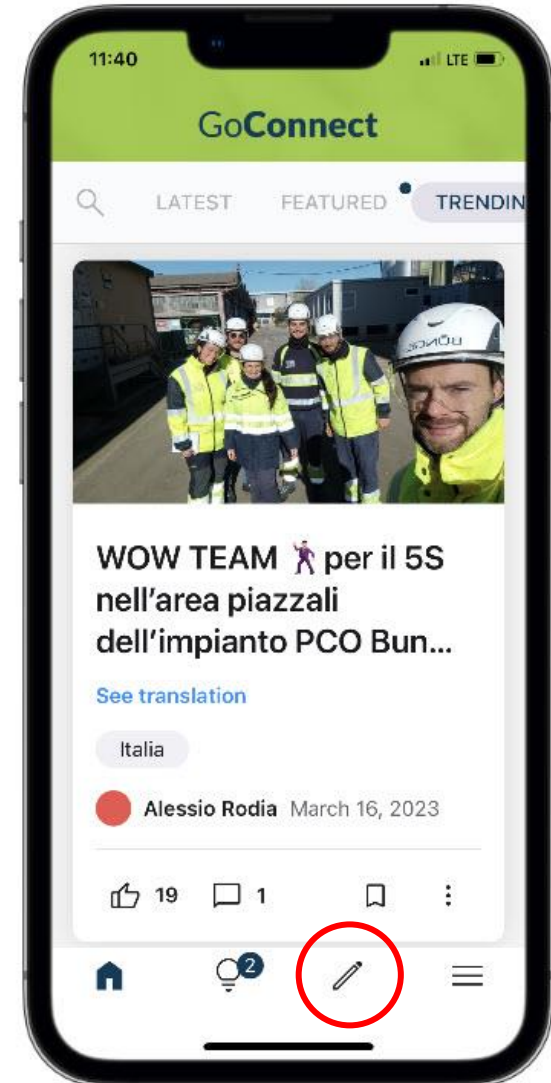 11:40
LTE
GoConnect
LATEST FEATURED TRENDIN
BUNGE
WOW TEAM 🕺 per il 5S
nell'area piazzali
dell'impianto PCO Bun...
See translation
Italia
Alessio Rodia March 16, 2023
19 1
2